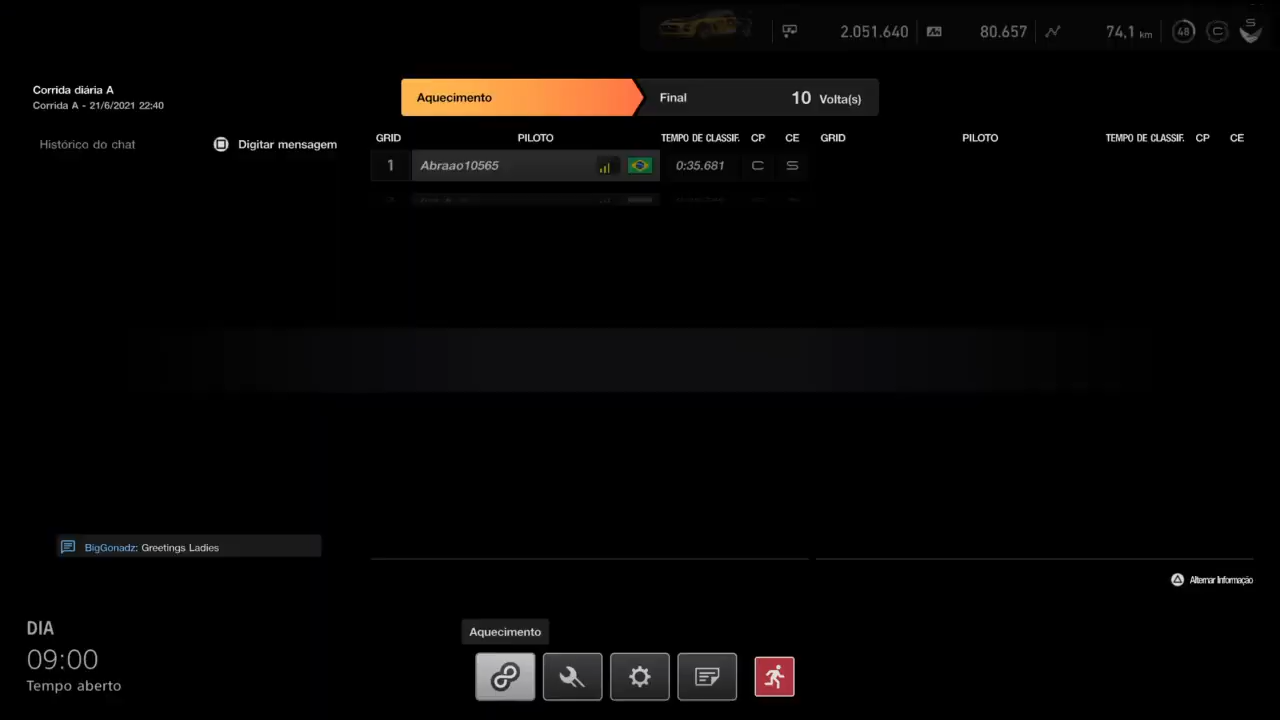 2.051.640 80.657 74,1 km 48 C S
Corrida diária A
Corrida A - 21/6/2021 22:40
Aquecimento Final 10 Volta(s)
Histórico do chat Digitar mensagem
GRID PILOTO TEMPO DE CLASSIF. CP CE GRID PILOTO TEMPO DE CLASSIF. CP CE
1 Abraao10565 0:35.681 C S
BigGonadz: Greetings Ladies
Alternar Informação
DIA
09:00
Tempo aberto
Aquecimento